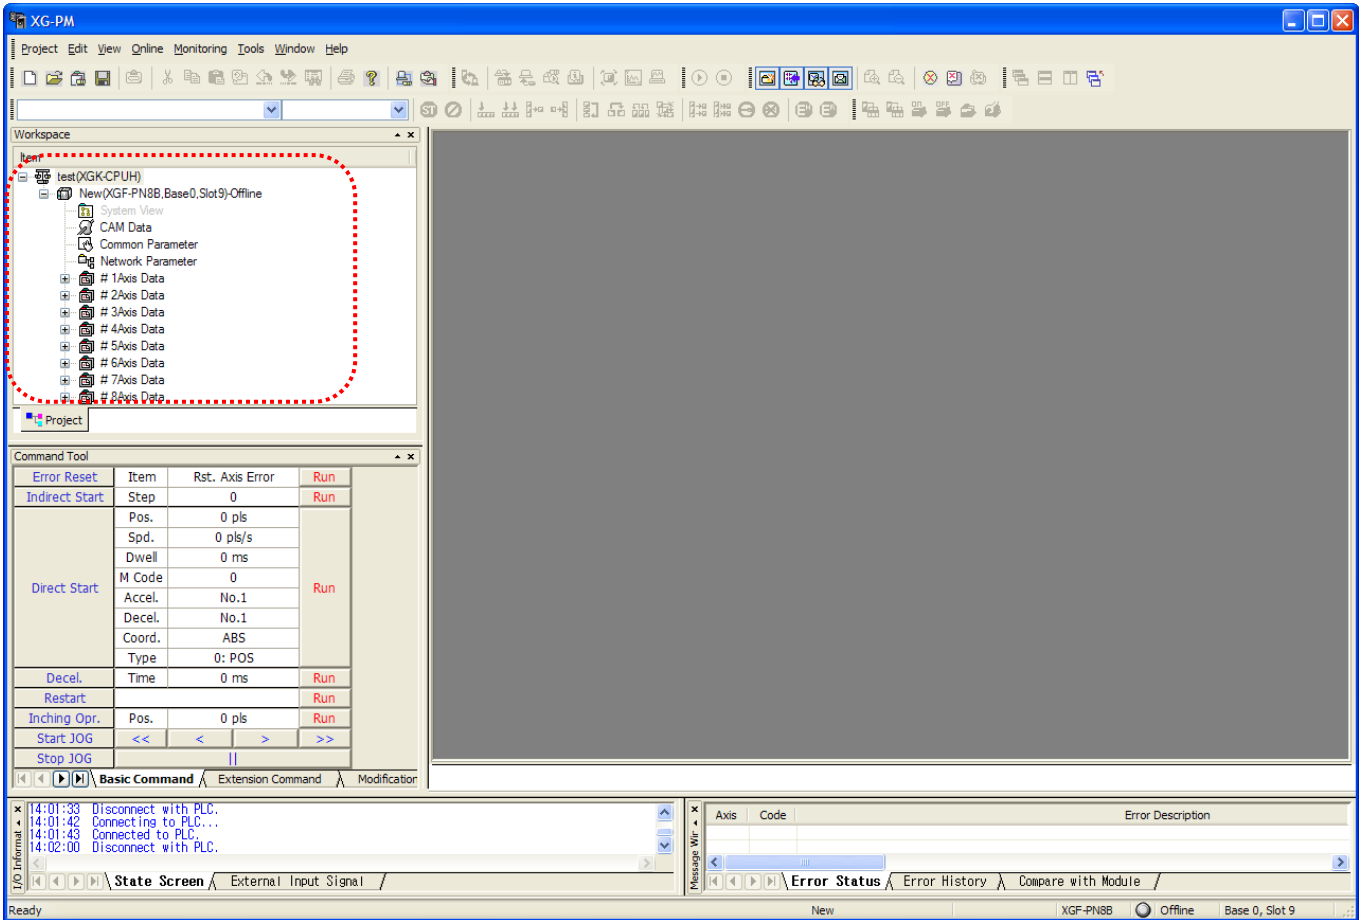 XG-PM
Project Edit View Online Monitoring Tools Window Help
Workspace
Item
test(XGK-CPUH)
New(XGF-PN8B,Base0,Slot9)-Offline
System View
CAM Data
Common Parameter
Network Parameter
# 1Axis Data
# 2Axis Data
# 3Axis Data
# 4Axis Data
# 5Axis Data
# 6Axis Data
# 7Axis Data
# 8Axis Data
Project
Command Tool
Error Reset Item Rst. Axis Error Run
Indirect Start Step 0 Run
Direct Start
Pos. 0 pls
Spd. 0 pls/s
Dwell 0 ms
M Code 0
Accel. No.1
Decel. No.1
Coord. ABS
Type 0: POS
Run
Decel. Time 0 ms Run
Restart Run
Inching Opr. Pos. 0 pls Run
Start JOG << < > >>
Stop JOG ||
Basic Command Extension Command Modification
I/O Informat
14:01:33 Disconnect with PLC.
14:01:42 Connecting to PLC...
14:01:43 Connected to PLC.
14:02:00 Disconnect with PLC.
State Screen External Input Signal
Message Wir
Axis Code Error Description
Error Status Error History Compare with Module
Ready New XGF-PN8B Offline Base 0, Slot 9